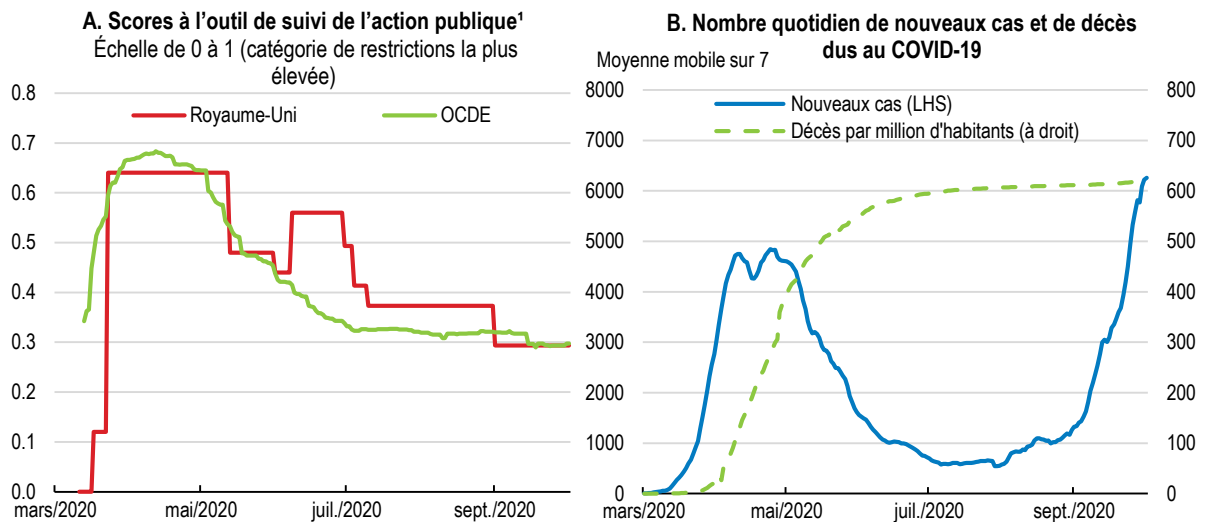 A. Scores à l'outil de suivi de l'action publique¹
Échelle de 0 à 1 (catégorie de restrictions la plus
élevée)
0.8
0.7
0.6
0.5
0.4
0.3
0.2
0.1
0.0
Royaume-Uni
OCDE
mars/2020
mai/2020
juil./2020
sept./2020
B. Nombre quotidien de nouveaux cas et de décès
dus au COVID-19
Moyenne mobile sur 7
8000
7000
6000
5000
4000
3000
2000
1000
0
Nouveaux cas (LHS)
Décès par million d'habitants (à droit)
800
700
600
500
400
300
200
100
0
mars/2020
mai/2020
juil./2020
sept./2020